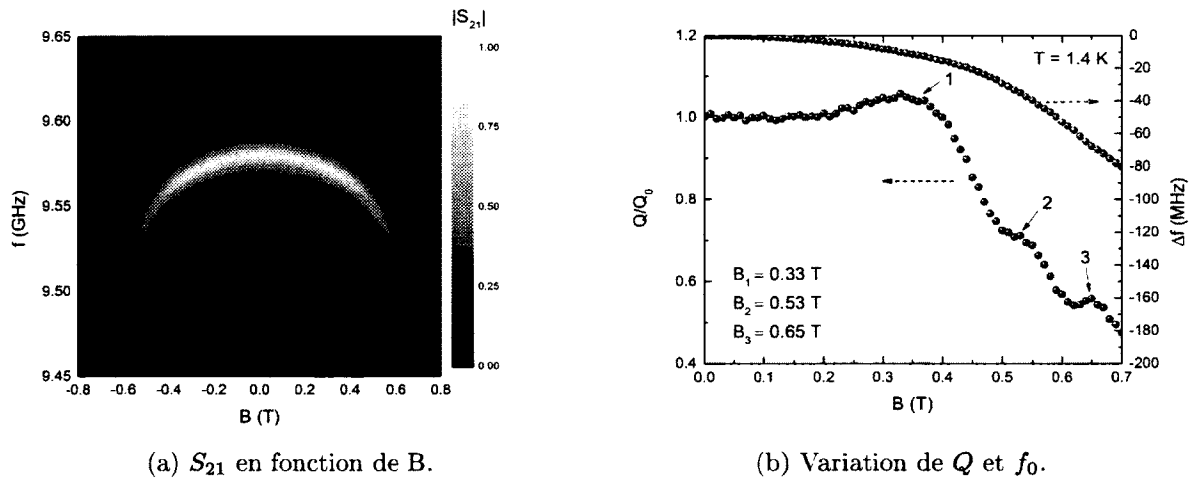 |S₂₁|
9.65
9.60
9.55
9.50
9.45
f (GHz)
-0.8 -0.6 -0.4 -0.2 0.0 0.2 0.4 0.6 0.8
B (T)
1.00
0.75
0.50
0.25
0.00
(a) S₂₁ en fonction de B.
1.2
1.0
0.8
0.6
0.4
Q/Q₀
T = 1.4 K
1
2
3
B₁ = 0.33 T
B₂ = 0.53 T
B₃ = 0.65 T
0.0 0.1 0.2 0.3 0.4 0.5 0.6 0.7
B (T)
0
-20
-40
-60
-80
-100
-120
-140
-160
-180
-200
Δf (MHz)
(b) Variation de Q et f₀.